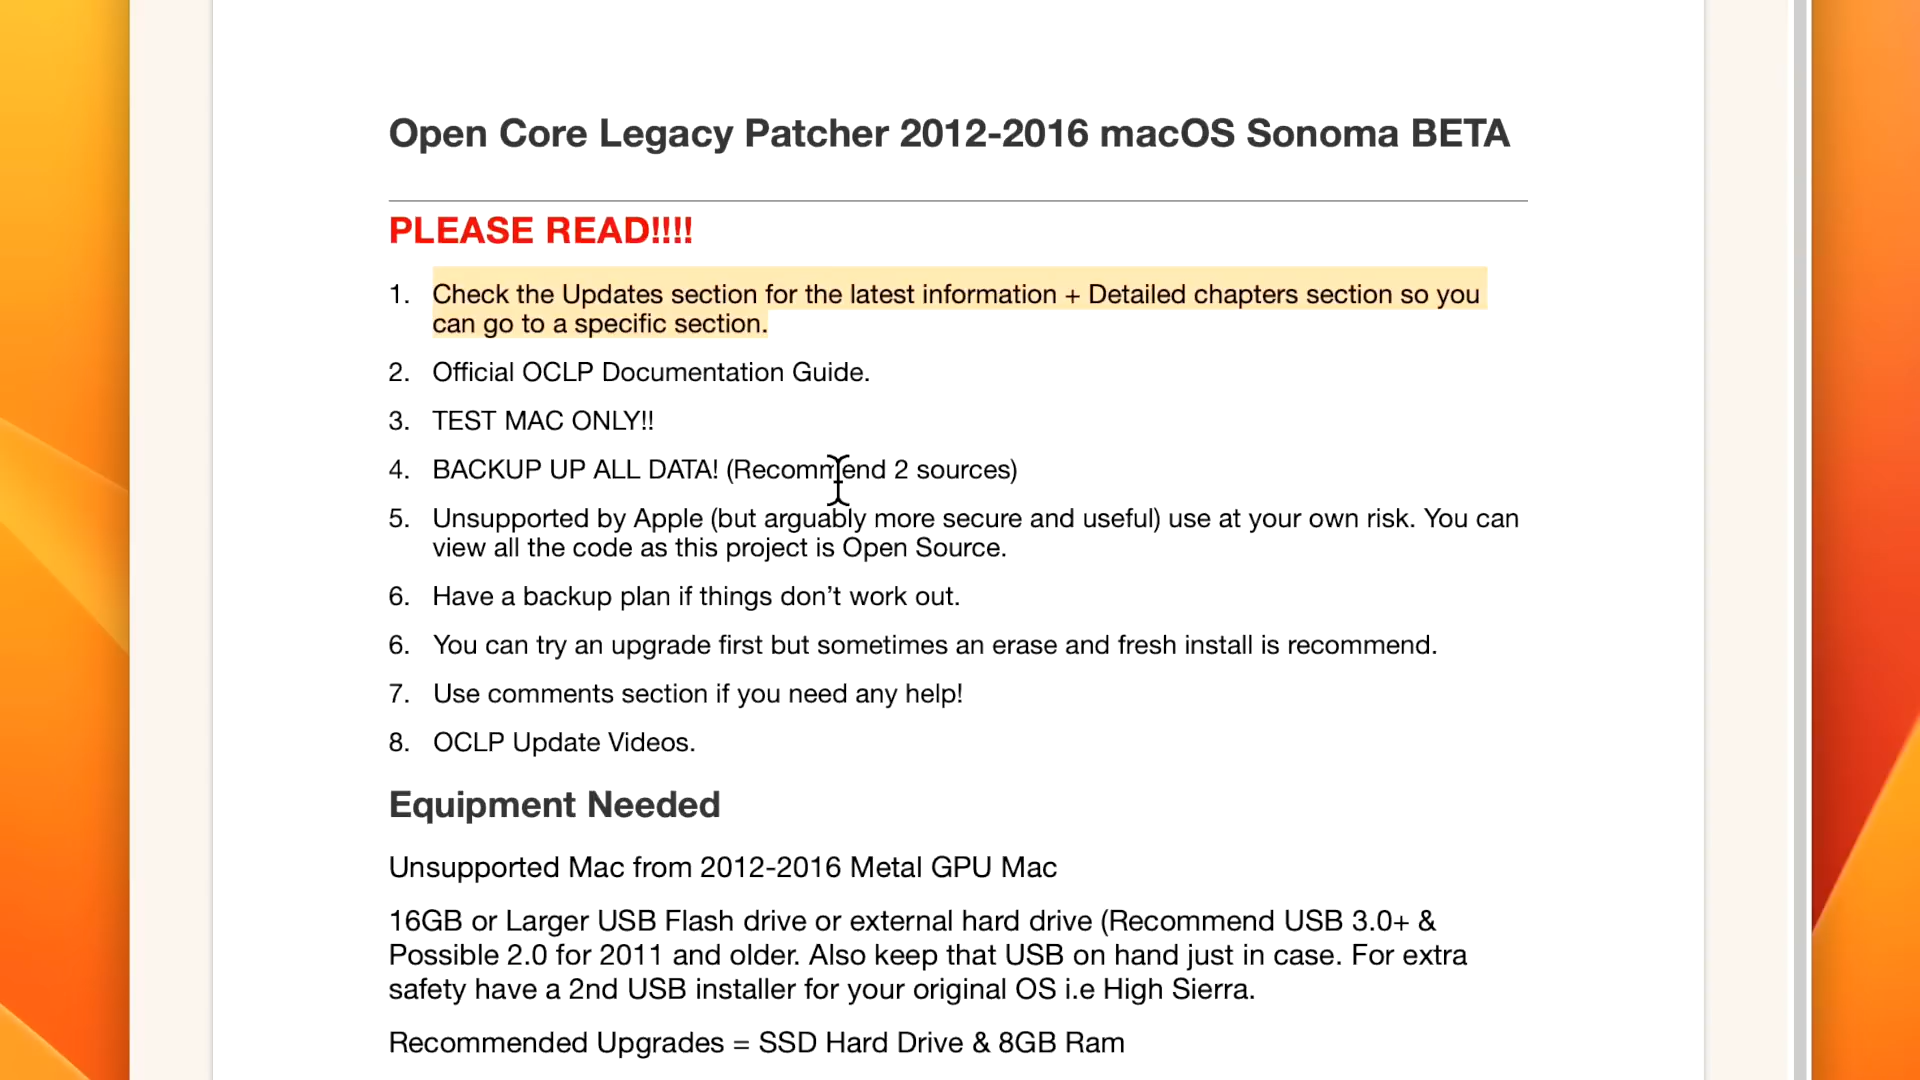 Open Core Legacy Patcher 2012-2016 macOS Sonoma BETA
PLEASE READ!!!!
1. Check the Updates section for the latest information + Detailed chapters section so you
can go to a specific section.
2. Official OCLP Documentation Guide.
3. TEST MAC ONLY!!
4. BACKUP UP ALL DATA! (Recommend 2 sources)
5. Unsupported by Apple (but arguably more secure and useful) use at your own risk. You can
view all the code as this project is Open Source.
6. Have a backup plan if things don’t work out.
6. You can try an upgrade first but sometimes an erase and fresh install is recommend.
7. Use comments section if you need any help!
8. OCLP Update Videos.
Equipment Needed
Unsupported Mac from 2012-2016 Metal GPU Mac
16GB or Larger USB Flash drive or external hard drive (Recommend USB 3.0+ &
Possible 2.0 for 2011 and older. Also keep that USB on hand just in case. For extra
safety have a 2nd USB installer for your original OS i.e High Sierra.
Recommended Upgrades = SSD Hard Drive & 8GB Ram